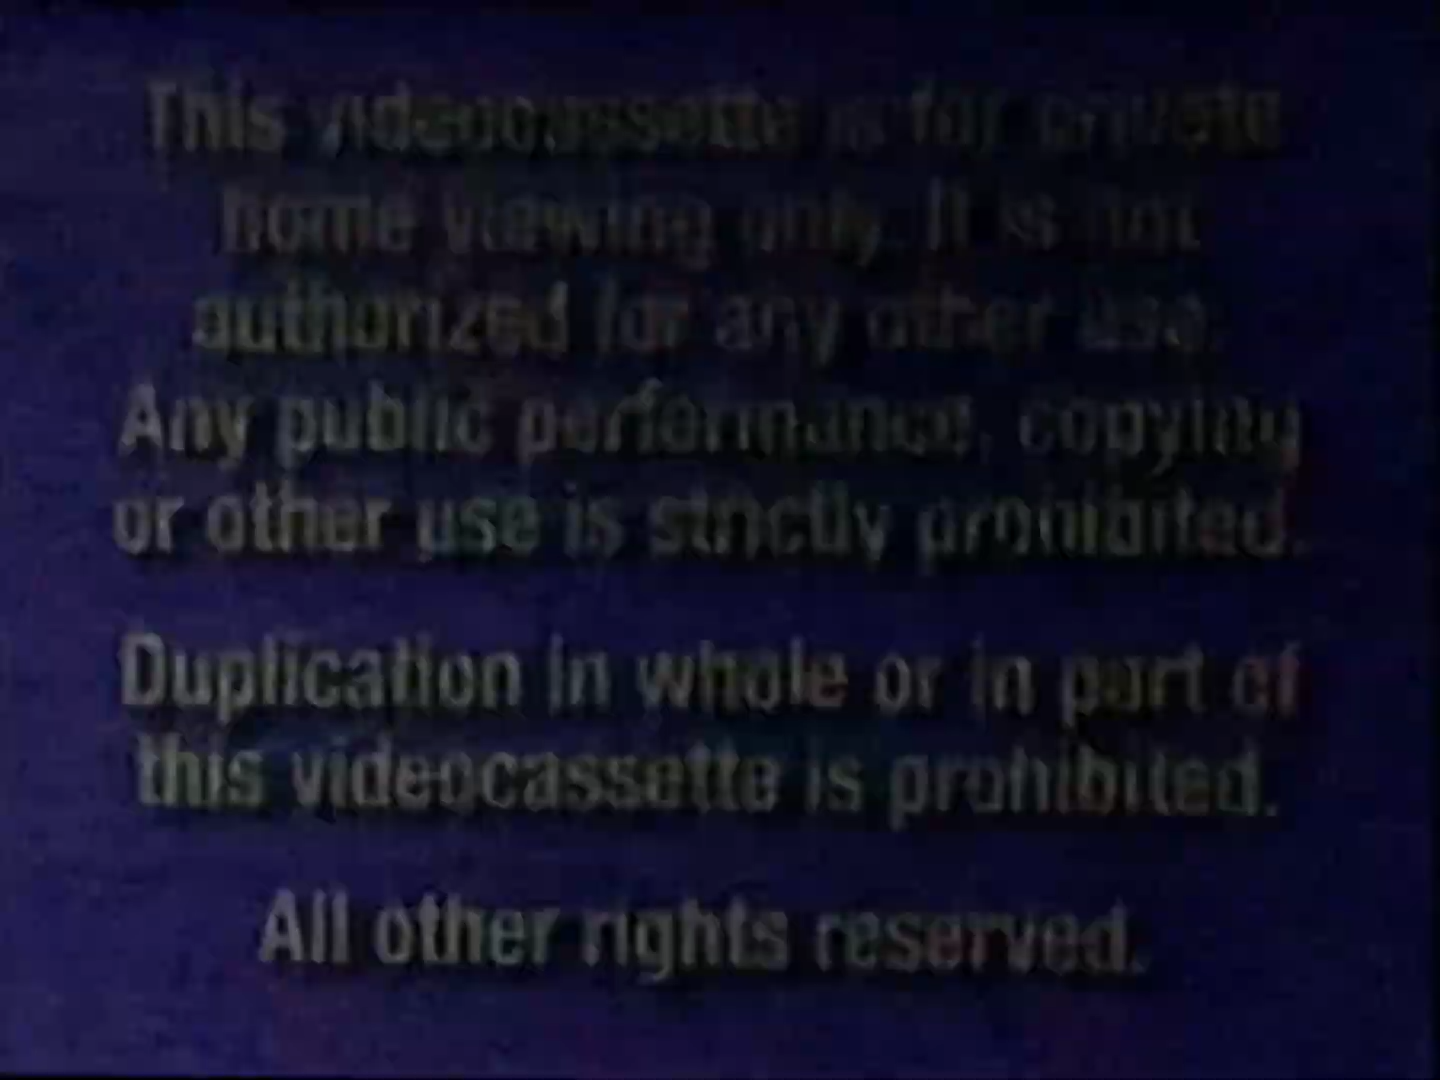 This videocassette is for private
home viewing only. It is not
authorized for any other use.
Any public performance, copying
or other use is strictly prohibited.
Duplication in whole or in part of
this videocassette is prohibited.
All other rights reserved.